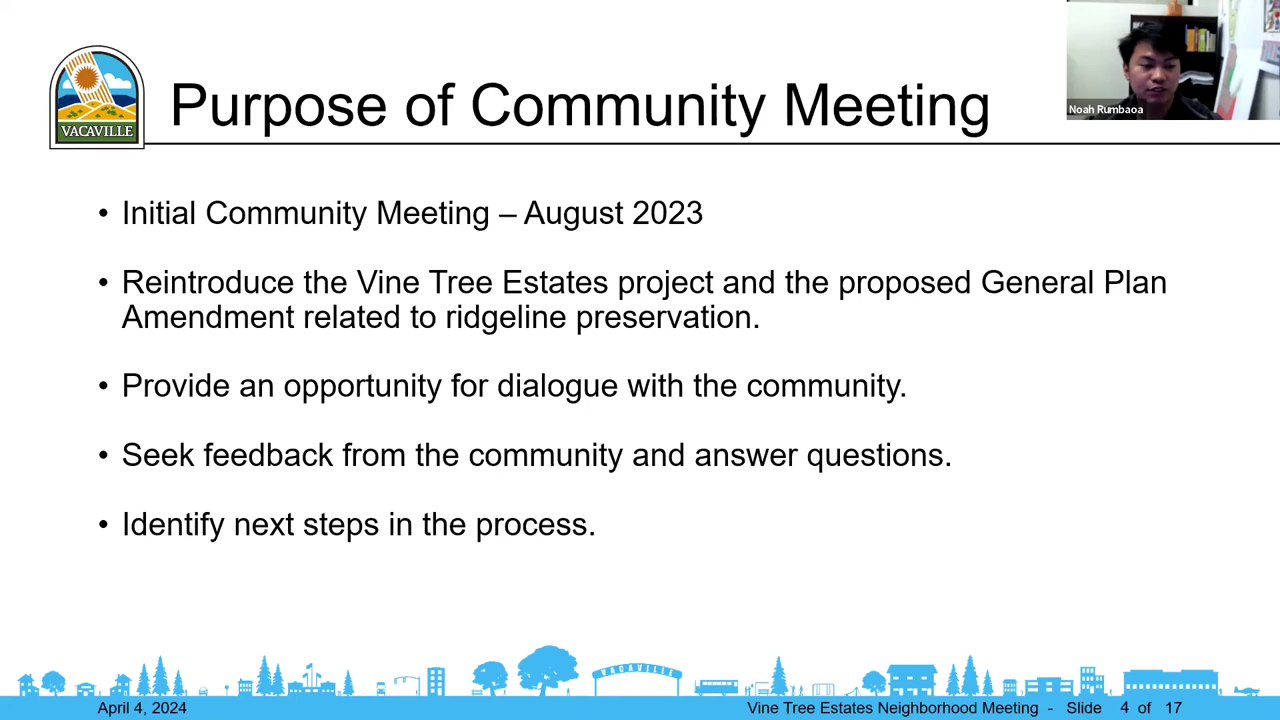 Purpose of Community Meeting
VACAVILLE
Noah Rumbaoa
• Initial Community Meeting – August 2023
• Reintroduce the Vine Tree Estates project and the proposed General Plan
Amendment related to ridgeline preservation.
• Provide an opportunity for dialogue with the community.
• Seek feedback from the community and answer questions.
• Identify next steps in the process.
VACAVILLE
April 4, 2024
Vine Tree Estates Neighborhood Meeting - Slide 4 of 17